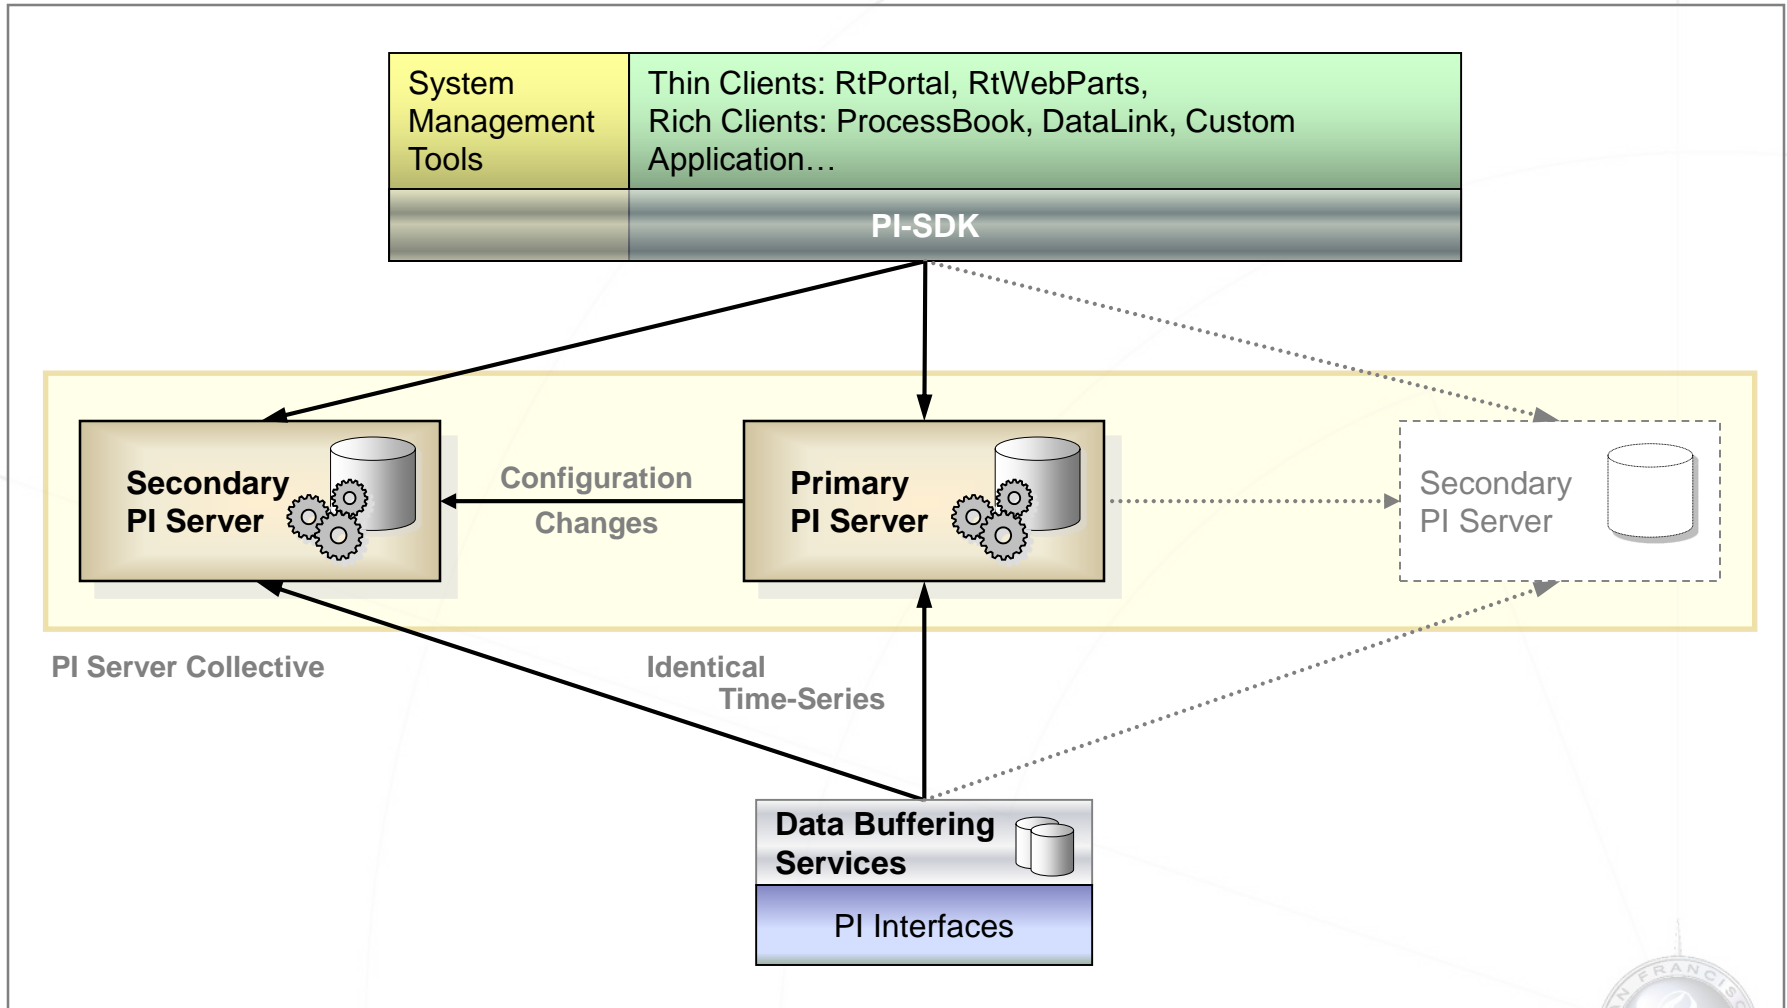 System
Management
Tools
Thin Clients: RtPortal, RtWebParts,
Rich Clients: ProcessBook, DataLink, Custom
Application…
PI-SDK
Secondary
PI Server
Configuration
Changes
Primary
PI Server
Secondary
PI Server
PI Server Collective
Identical
Time-Series
Data Buffering
Services
PI Interfaces